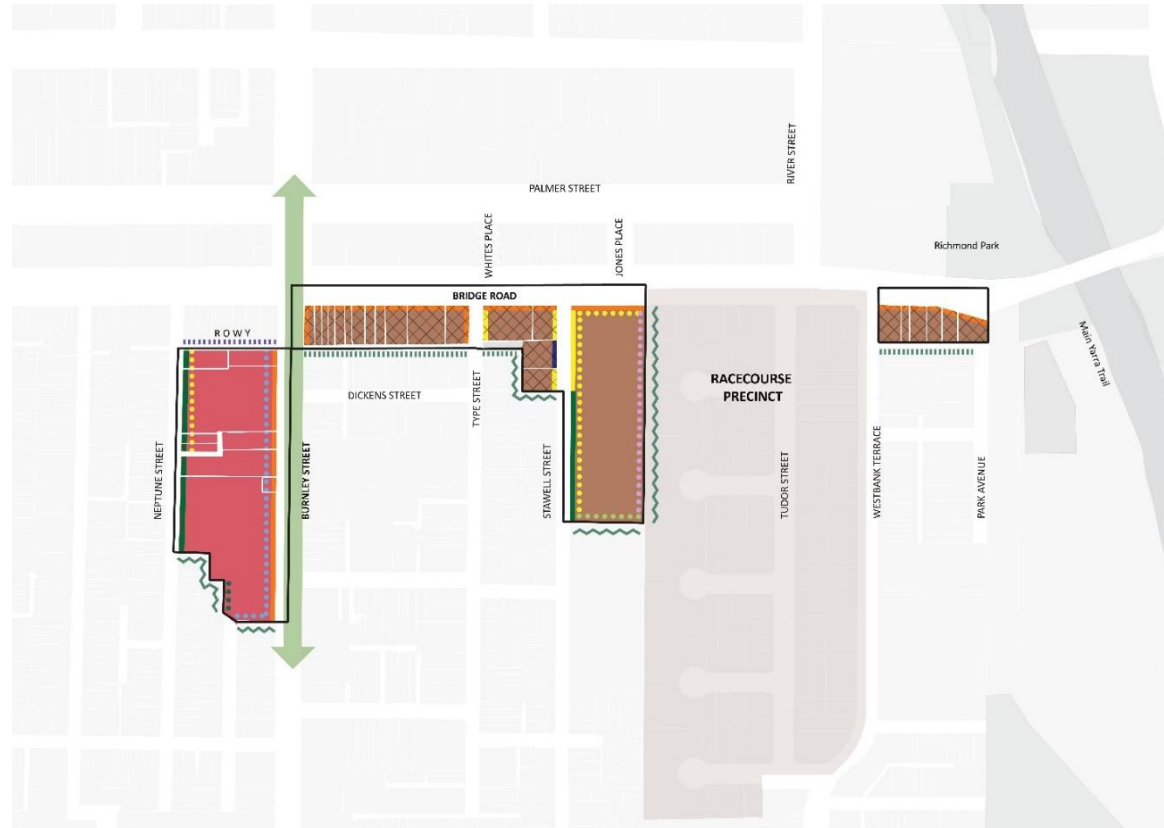 RIVER STREET
PALMER STREET
WHITES PLACE
JONES PLACE
Richmond Park
BRIDGE ROAD
R O W Y
Main Yarra Trail
RACECOURSE
PRECINCT
DICKENS STREET
TYPE STREET
NEPTUNE STREET
BURNLEY STREET
STAWELL STREET
TUDOR STREET
WESTBANK TERRACE
PARK AVENUE